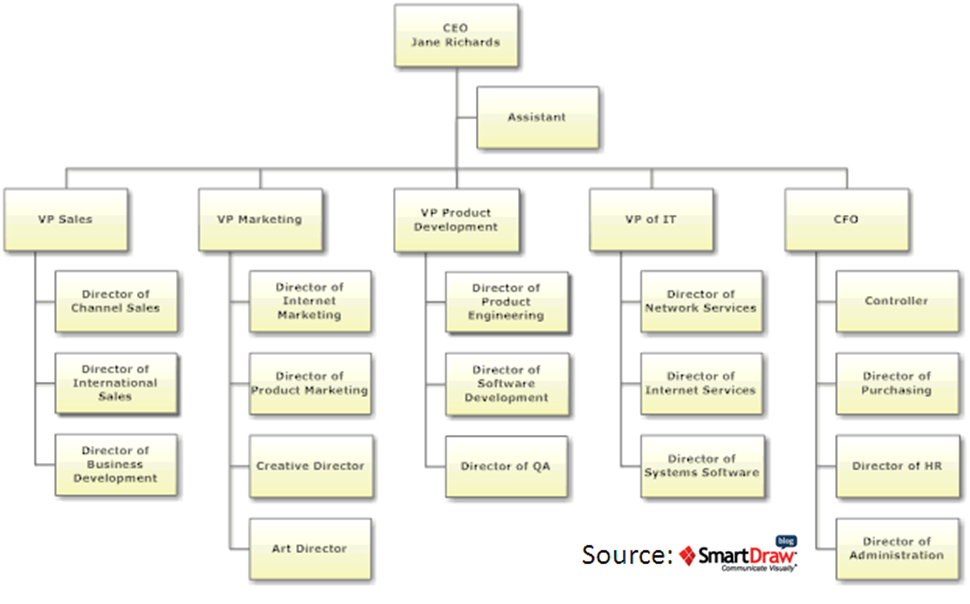 CEO
Jane Richards
Assistant
VP Sales
VP Marketing
VP Product
Development
VP of IT
CFO
Director of
Channel Sales
Director of
International
Sales
Director of
Business
Development
Director of
Internet
Marketing
Director of
Product Marketing
Creative Director
Art Director
Director of
Product
Engineering
Director of
Software
Development
Director of QA
Director of
Network Services
Director of
Internet Services
Director of
Systems Software
Controller
Director of
Purchasing
Director of HR
Director of
Administration
Source:
blog
SmartDraw
Communicate Visually